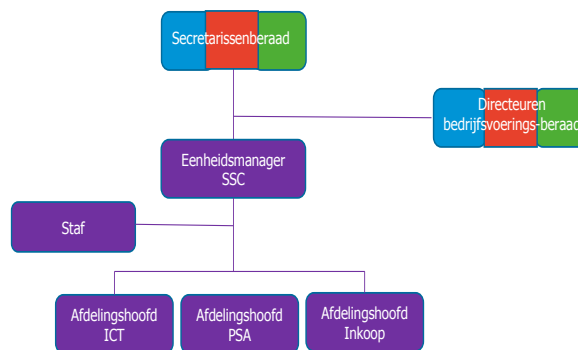 Secretarissenberaad
Directeuren
bedrijfsvoerings-beraad
Eenheidsmanager
SSC
Staf
Afdelingshoofd
ICT
Afdelingshoofd
PSA
Afdelingshoofd
Inkoop